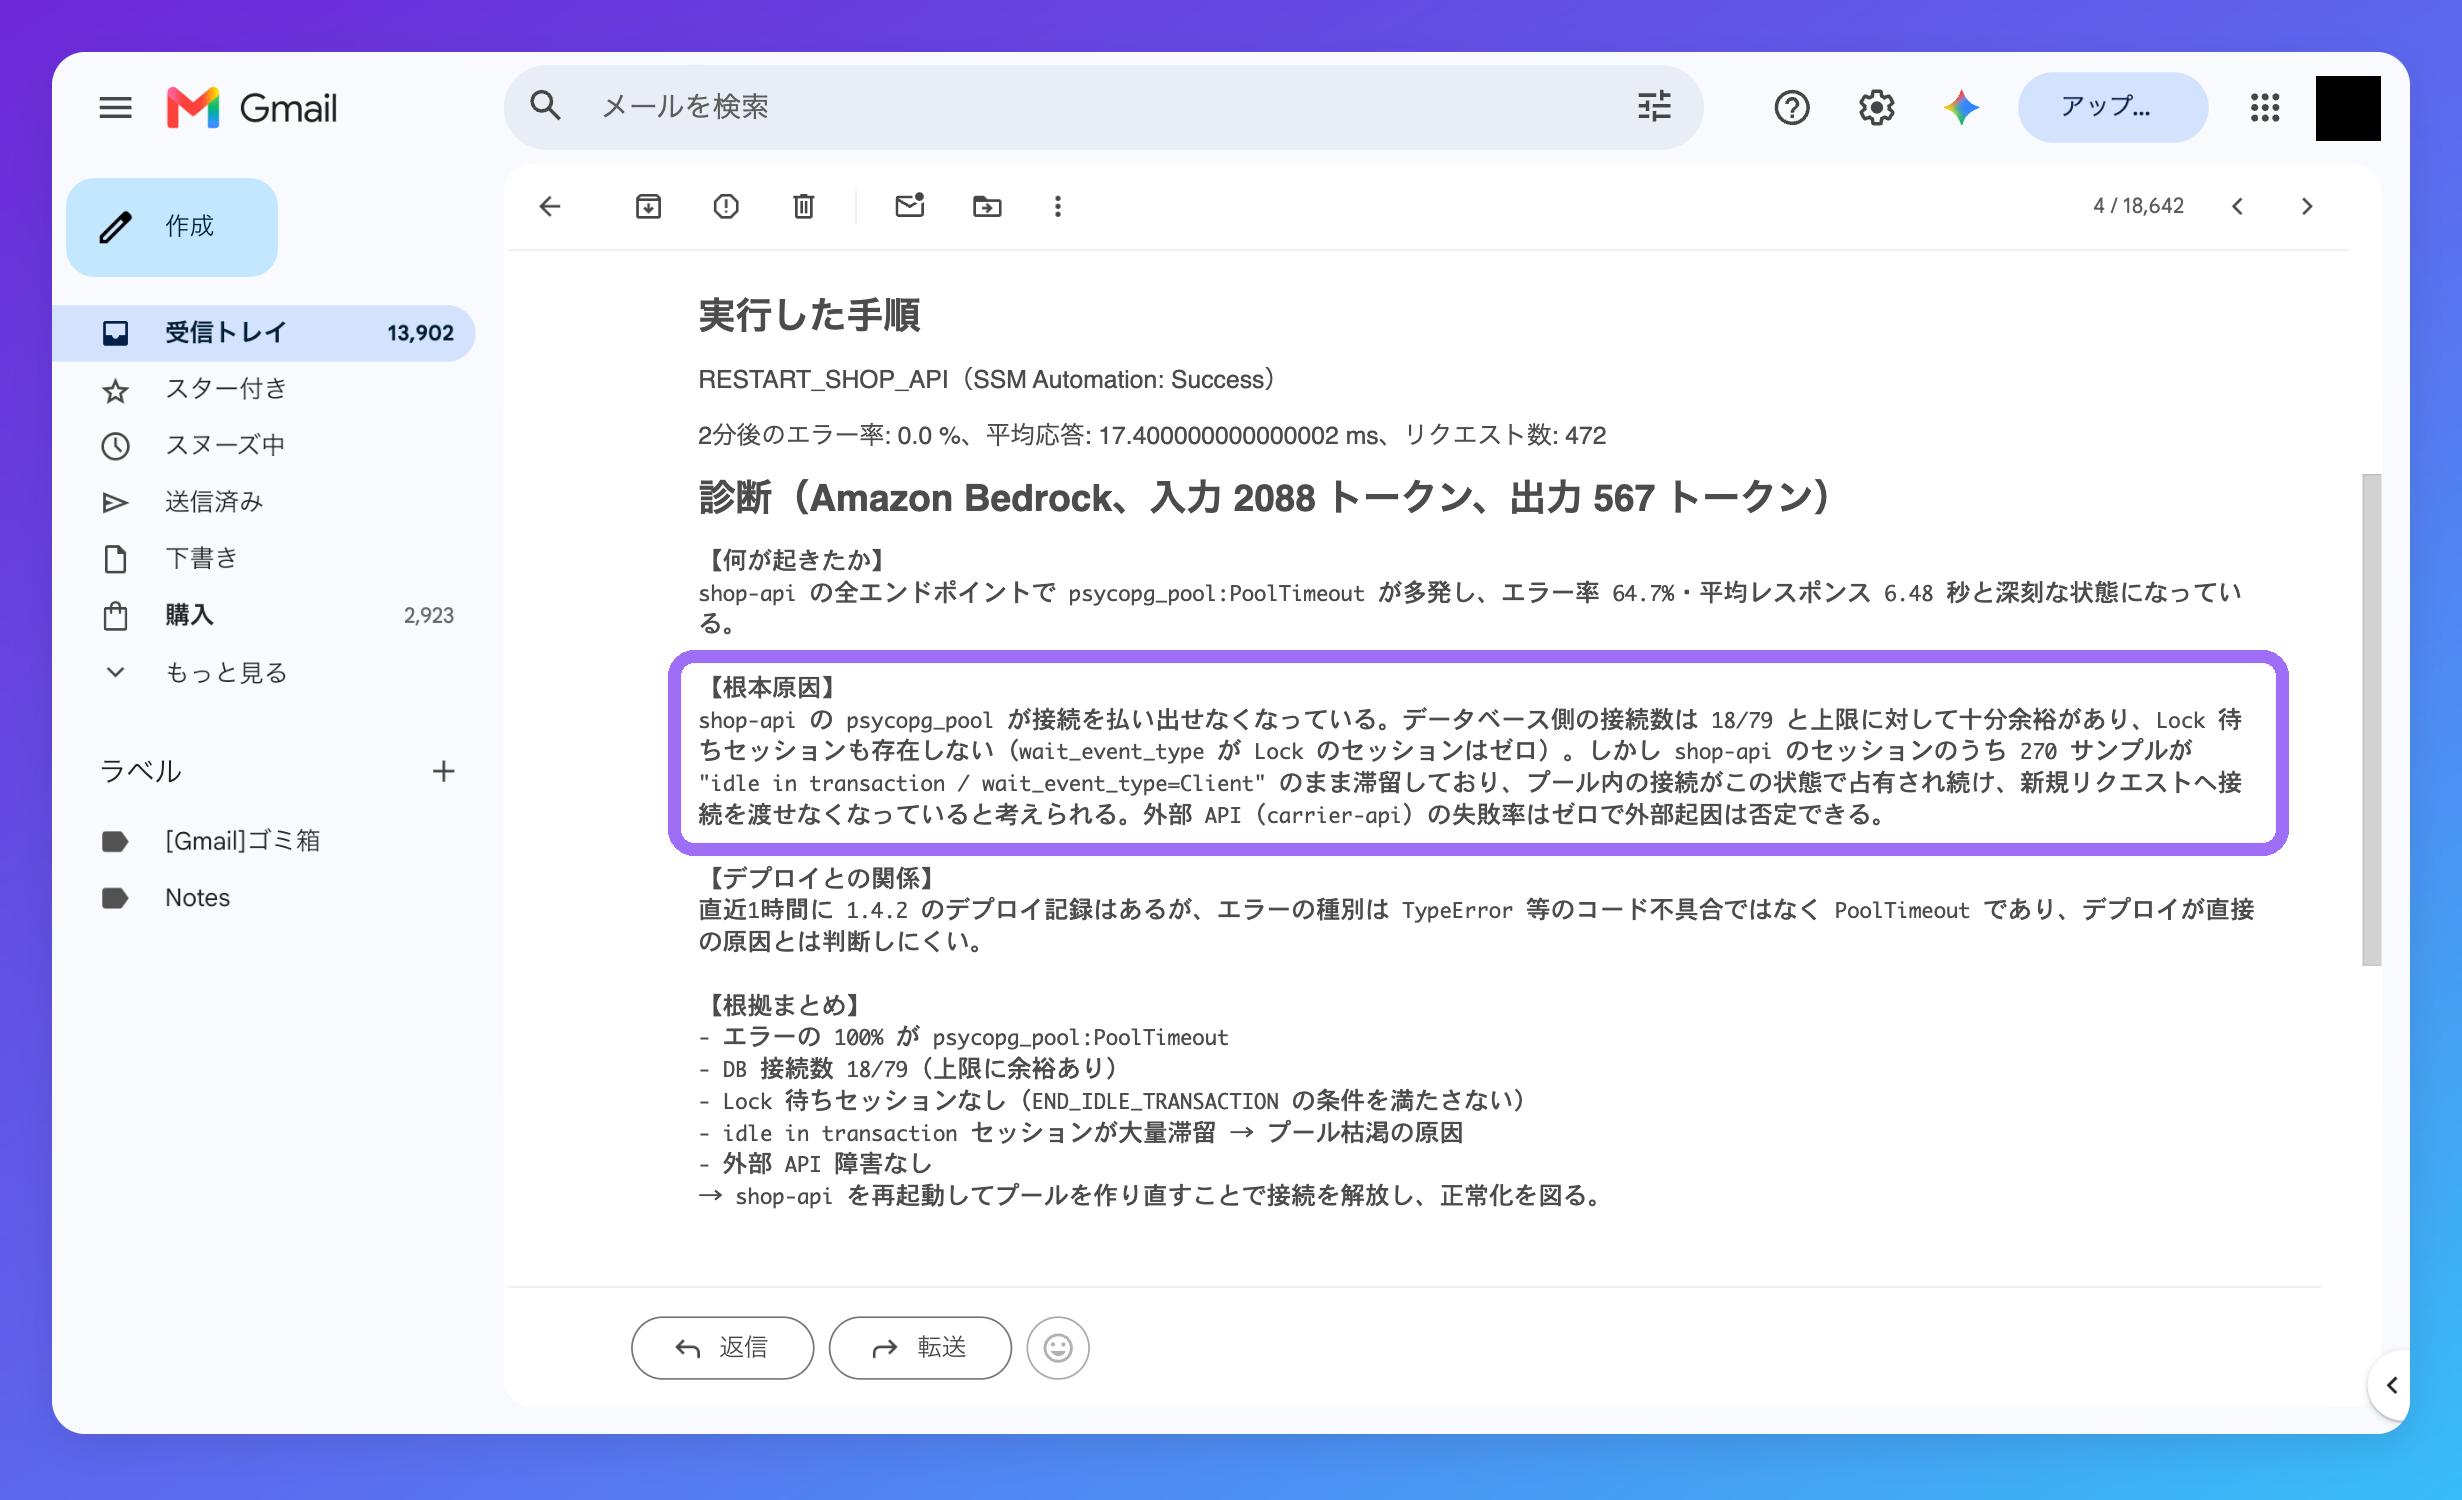 Gmail
メールを検索
アップ...
作成
4 / 18,642
受信トレイ 13,902
スター付き
スヌーズ中
送信済み
下書き
購入 2,923
もっと見る
ラベル
[Gmail]ゴミ箱
Notes
実行した手順
RESTART_SHOP_API（SSM Automation: Success）
2分後のエラー率: 0.0 %、平均応答: 17.400000000000002 ms、リクエスト数: 472
診断（Amazon Bedrock、入力 2088 トークン、出力 567 トークン）
【何が起きたか】
shop-api の全エンドポイントで psycopg_pool:PoolTimeout が多発し、エラー率 64.7%・平均レスポンス 6.48 秒と深刻な状態になってい
る。
【根本原因】
shop-api の psycopg_pool が接続を払い出せなくなっている。データベース側の接続数は 18/79 と上限に対して十分余裕があり、Lock 待
ちセッションも存在しない（wait_event_type が Lock のセッションはゼロ）。しかし shop-api のセッションのうち 270 サンプルが
"idle in transaction / wait_event_type=Client" のまま滞留しており、プール内の接続がこの状態で占有され続け、新規リクエストへ接
続を渡せなくなっていると考えられる。外部 API（carrier-api）の失敗率はゼロで外部起因は否定できる。
【デプロイとの関係】
直近1時間に 1.4.2 のデプロイ記録はあるが、エラーの種別は TypeError 等のコード不具合ではなく PoolTimeout であり、デプロイが直接
の原因とは判断しにくい。
【根拠まとめ】
- エラーの 100% が psycopg_pool:PoolTimeout
- DB 接続数 18/79（上限に余裕あり）
- Lock 待ちセッションなし（END_IDLE_TRANSACTION の条件を満たさない）
- idle in transaction セッションが大量滞留 → プール枯渇の原因
- 外部 API 障害なし
→ shop-api を再起動してプールを作り直すことで接続を解放し、正常化を図る。
返信
転送